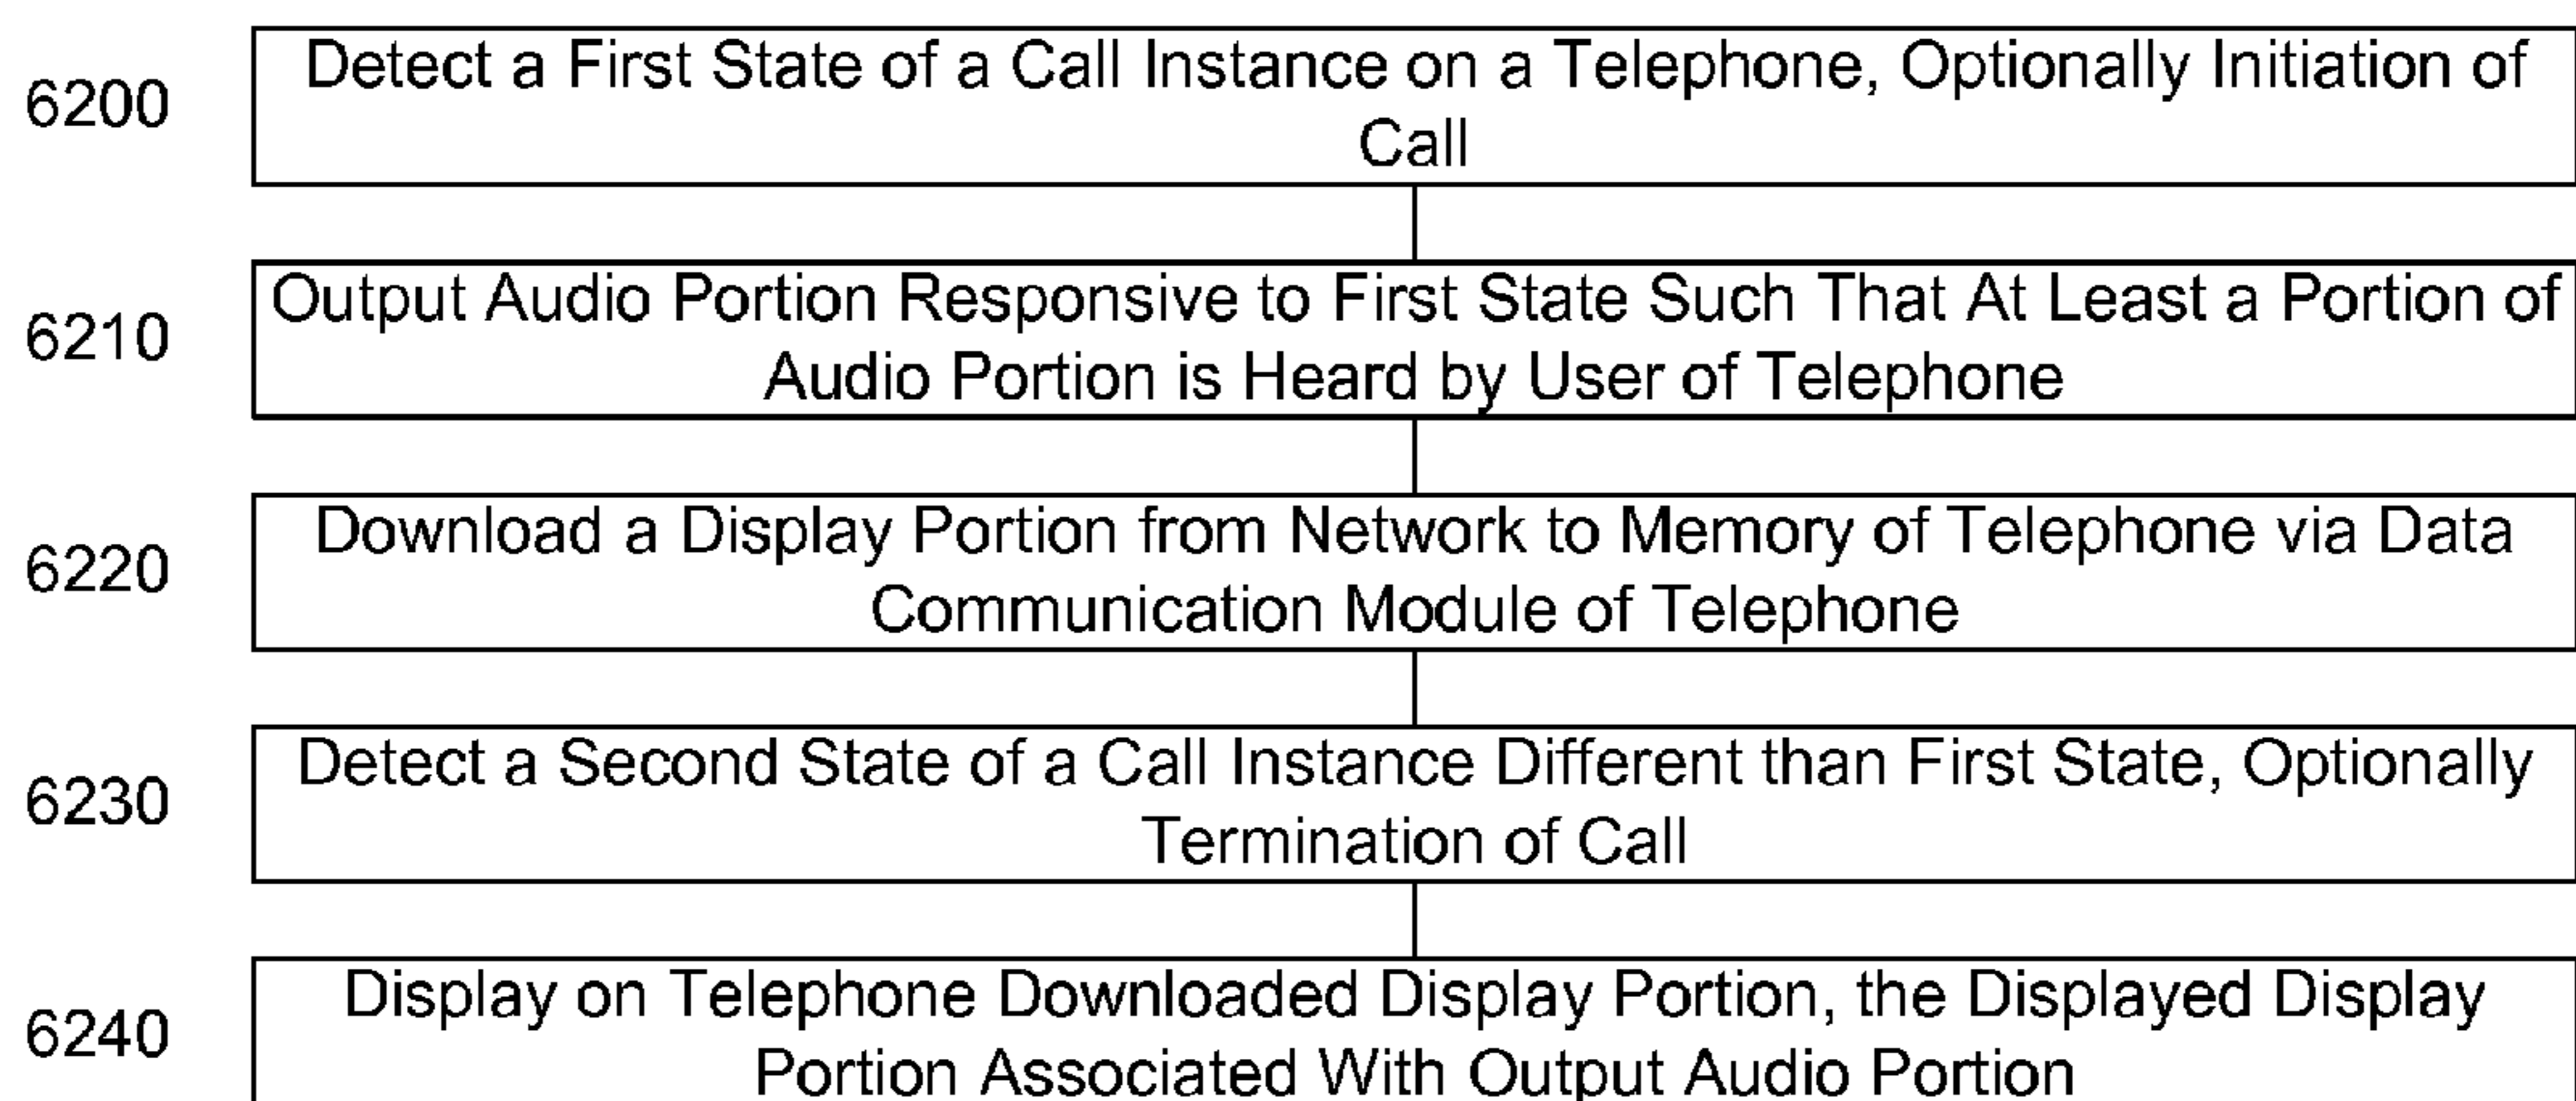 6200
Detect a First State of a Call Instance on a Telephone, Optionally Initiation of
Call
6210
Output Audio Portion Responsive to First State Such That At Least a Portion of
Audio Portion is Heard by User of Telephone
6220
Download a Display Portion from Network to Memory of Telephone via Data
Communication Module of Telephone
6230
Detect a Second State of a Call Instance Different than First State, Optionally
Termination of Call
6240
Display on Telephone Downloaded Display Portion, the Displayed Display
Portion Associated With Output Audio Portion